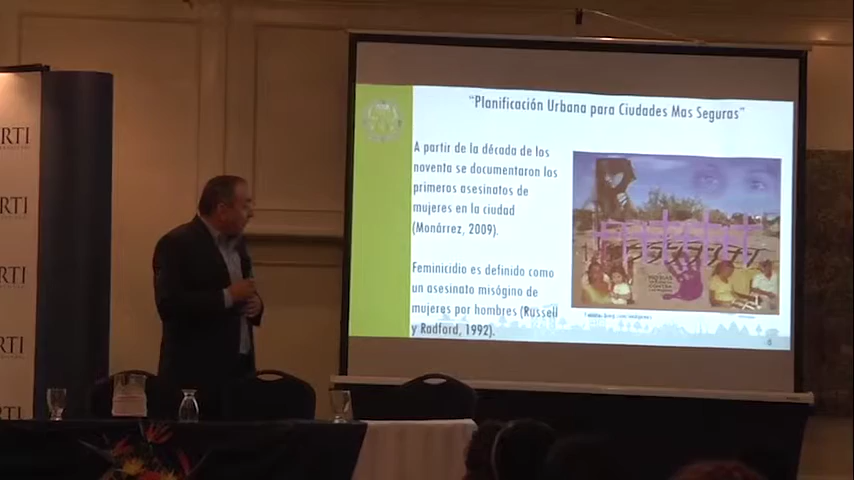 "Planificación Urbana para Ciudades Mas Seguras"
A partir de la década de los
noventa se documentaron los
primeros asesinatos de
mujeres en la ciudad
(Monárrez, 2009).
Feminicidio es definido como
un asesinato misógino de
mujeres por hombres (Russell
y Radford, 1992).
6
RTI
RTI
RTI
RTI
RTI